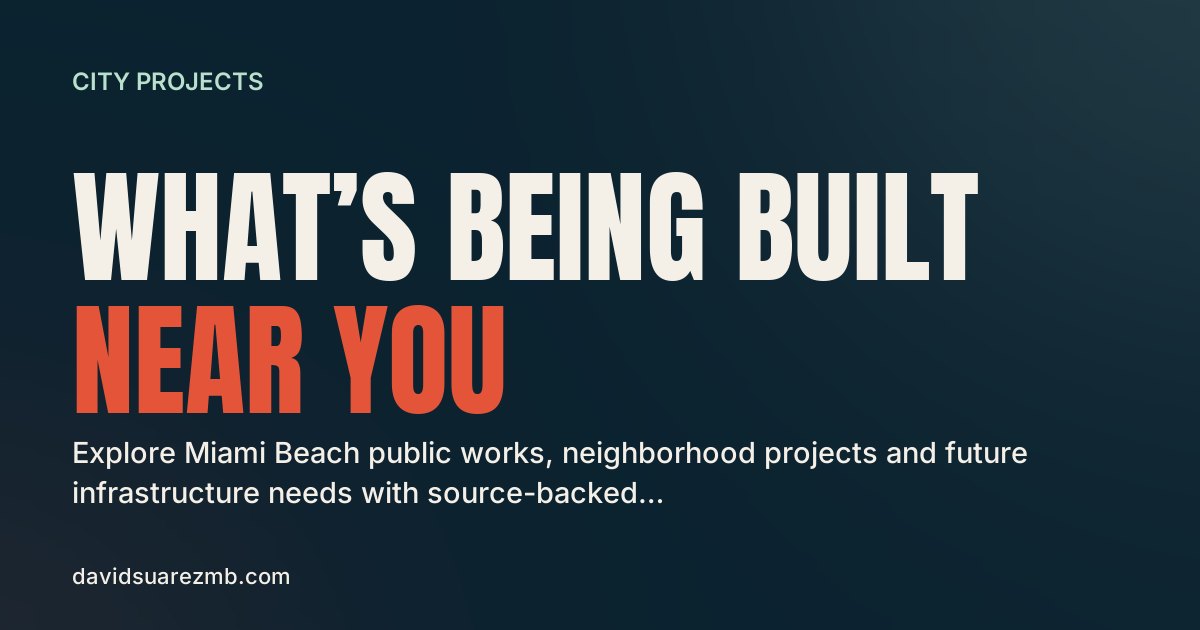 CITY PROJECTS
WHAT’S BEING BUILT
NEAR YOU
Explore Miami Beach public works, neighborhood projects and future
infrastructure needs with source-backed...
davidsuarezmb.com